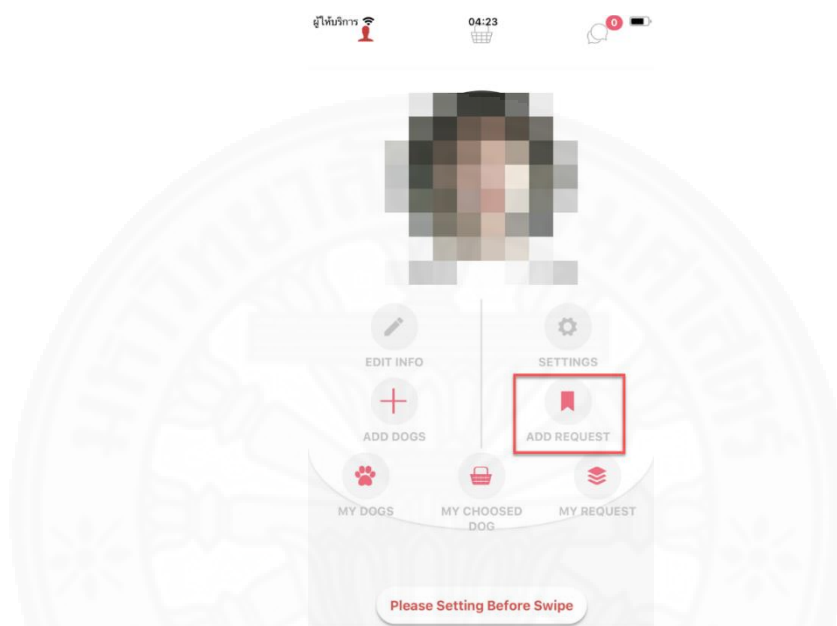 ผู้ให้บริการ 04:23 0
EDIT INFO SETTINGS
ADD DOGS ADD REQUEST
MY DOGS MY CHOOSED MY REQUEST
DOG
Please Setting Before Swipe